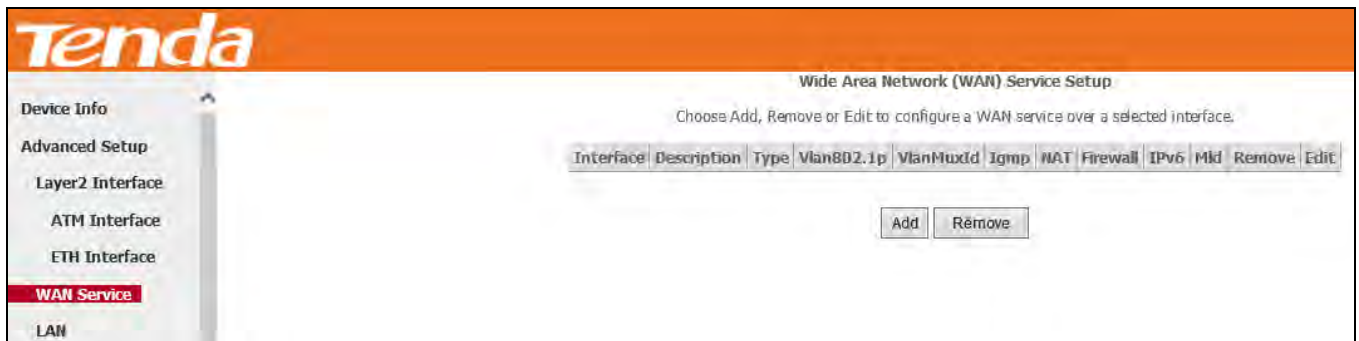 Tenda
Device Info
Advanced Setup
Layer2 Interface
ATM Interface
ETH Interface
WAN Service
LAN
Wide Area Network (WAN) Service Setup
Choose Add, Remove or Edit to configure a WAN service over a selected interface.
Interface Description Type Vlan802.1p VlanMuxId Igmp NAT Firewall IPv6 Mld Remove Edit
Add Remove